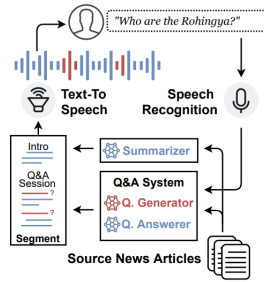 "Who are the Rohingya?"
Text-To
Speech
Speech
Recognition
Intro
Q&A
Session
?
?
Segment
Summarizer
Q&A System
Q. Generator
Q. Answerer
Source News Articles